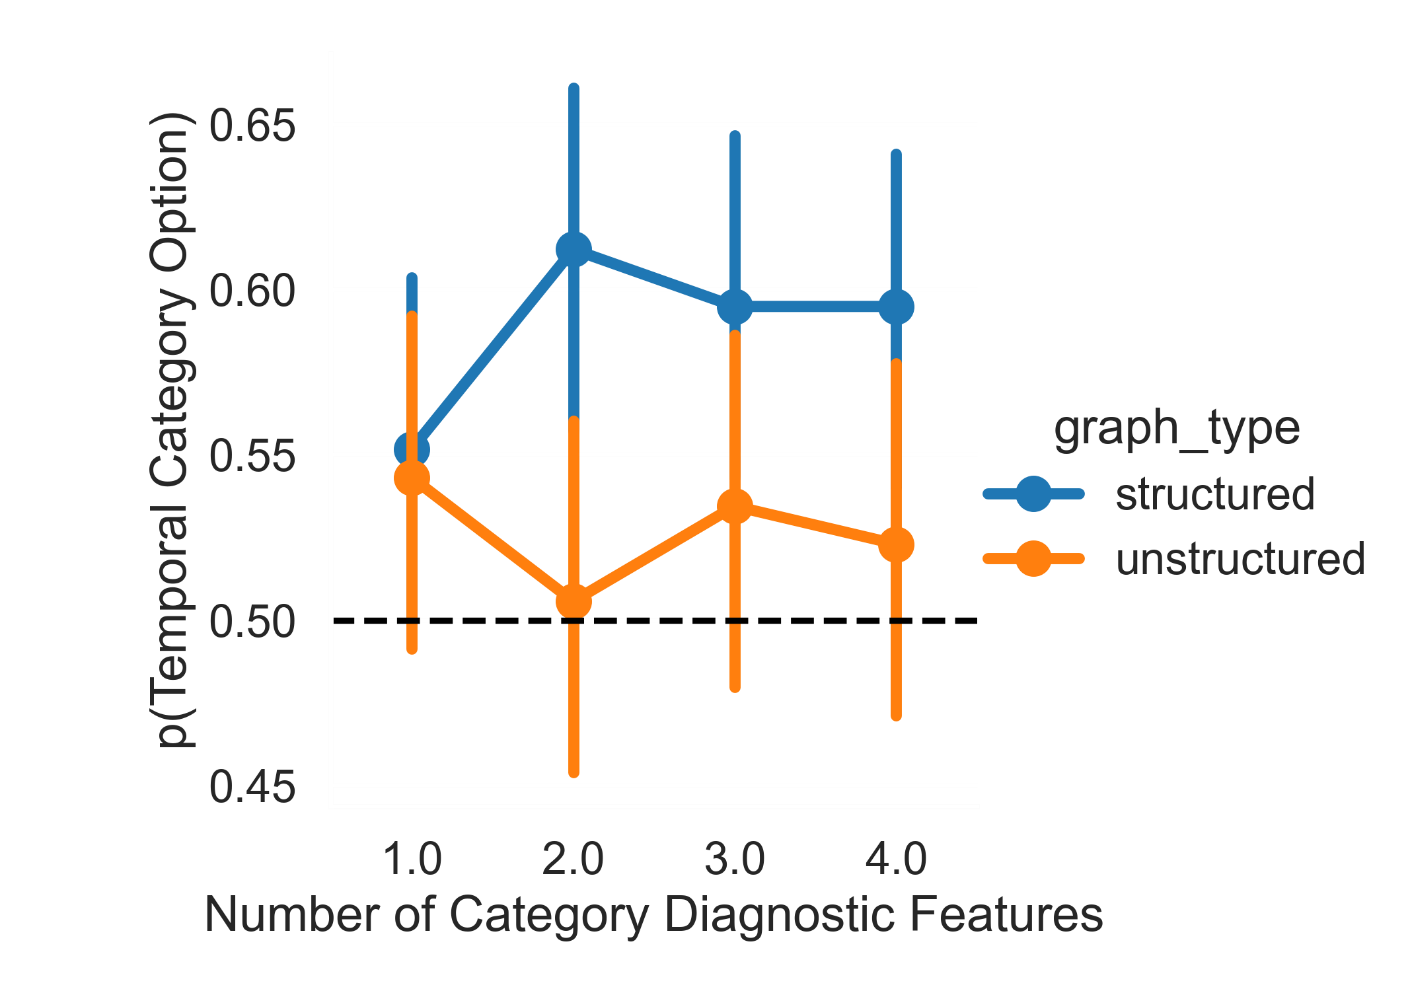 p(Temporal Category Option)
0.65
0.60
0.55
0.50
0.45
1.0 2.0 3.0 4.0
Number of Category Diagnostic Features
graph_type
structured
unstructured